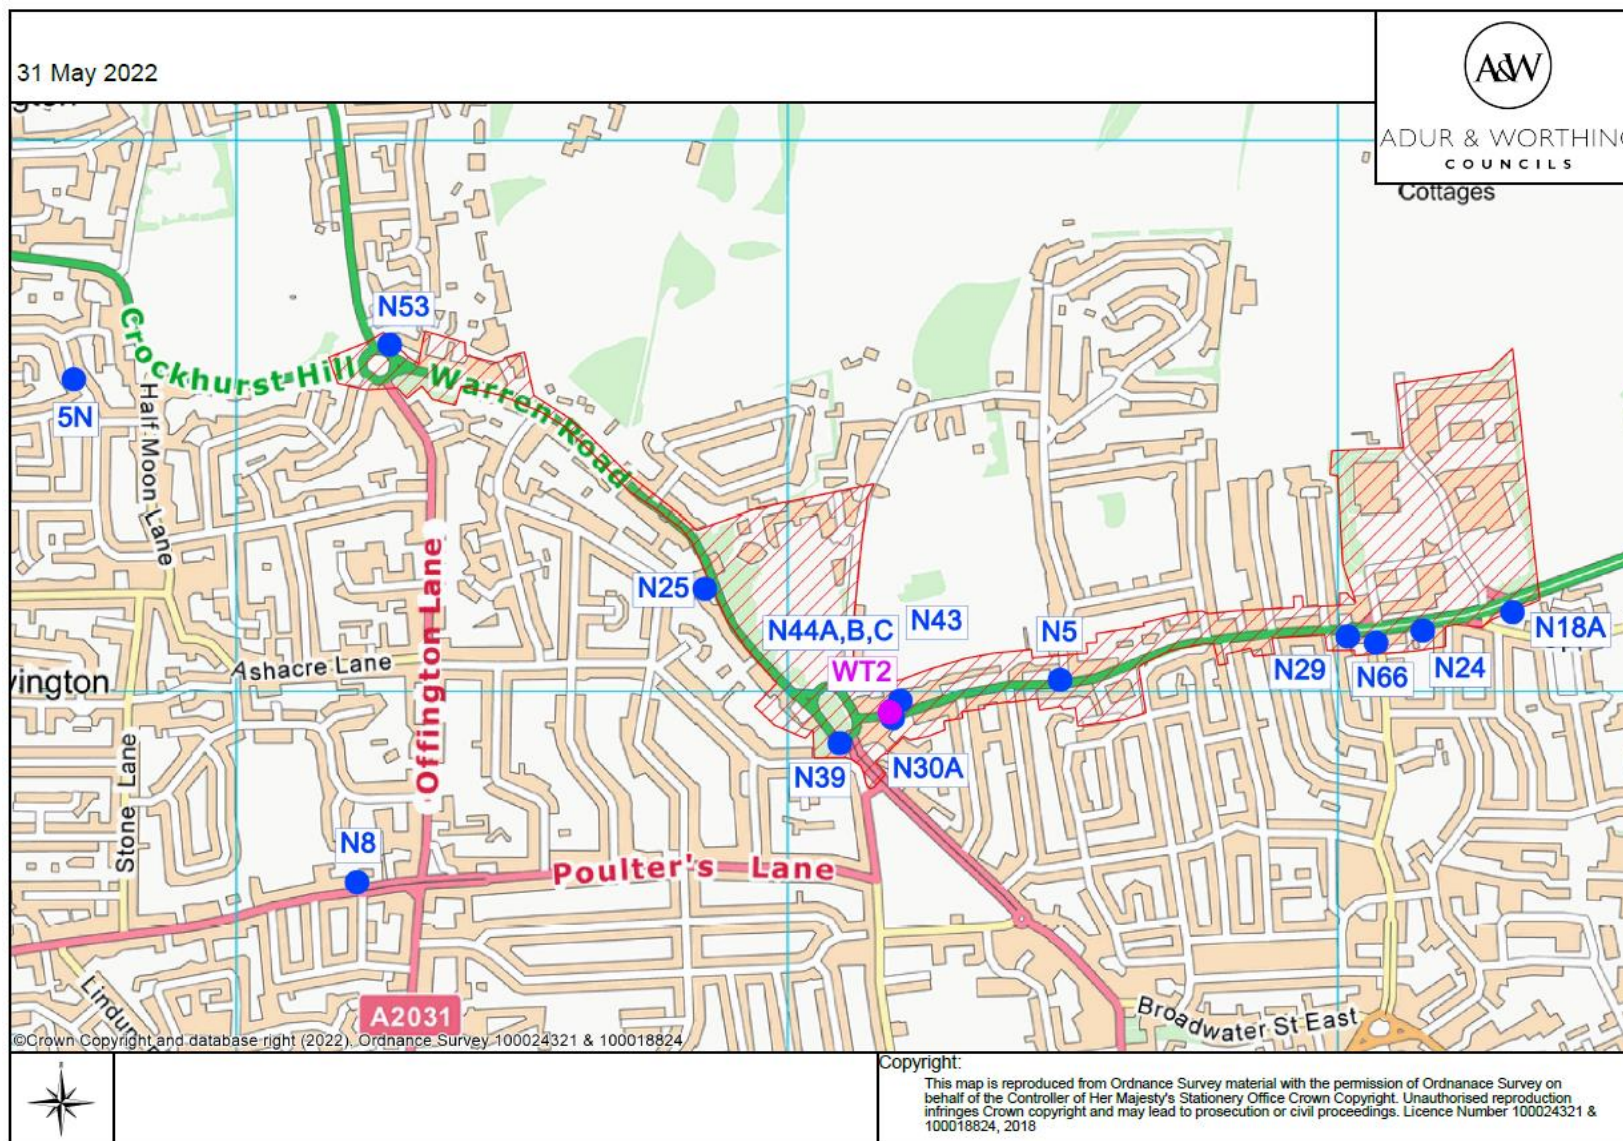 31 May 2022
A&W
ADUR & WORTHING
COUNCILS
Cottages
N53
Crockhurst Hill
Warren Road
5N
Half Moon Lane
Offington Lane
N25
N44A,B,C
N43
WT2
N5
N18A
N29
N66
N24
Ashacre Lane
vington
N39
N30A
Stone Lane
N8
Poulter's Lane
A2031
Broadwater St East
©Crown Copyright and database right (2022). Ordnance Survey 100024321 & 100018824
Copyright:
This map is reproduced from Ordnance Survey material with the permission of Ordnanace Survey on
behalf of the Controller of Her Majesty's Stationery Office Crown Copyright. Unauthorised reproduction
infringes Crown copyright and may lead to prosecution or civil proceedings. Licence Number 100024321 &
100018824, 2018